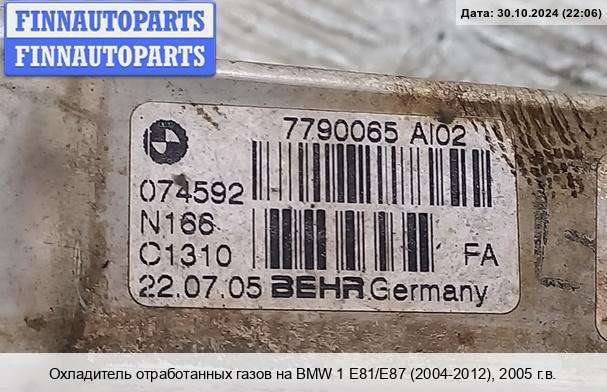 FINNAUTOPARTS
FINNAUTOPARTS
Дата: 30.10.2024 (22:06)
7790065 AI02
074592
N166
C1310
FA
22.07.05 BEHR Germany
Охладитель отработанных газов на BMW 1 E81/E87 (2004-2012), 2005 г.в.